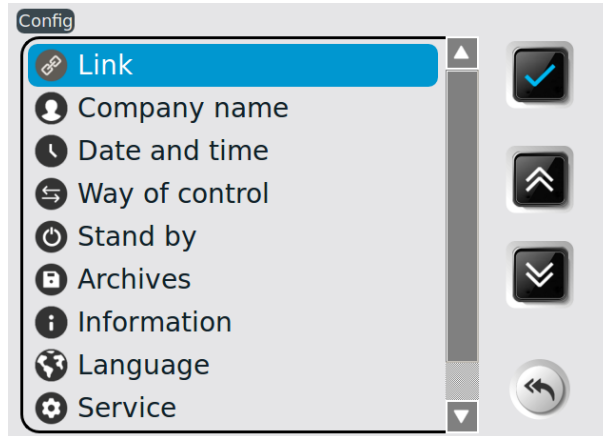 Config
Link
Company name
Date and time
Way of control
Stand by
Archives
Information
Language
Service